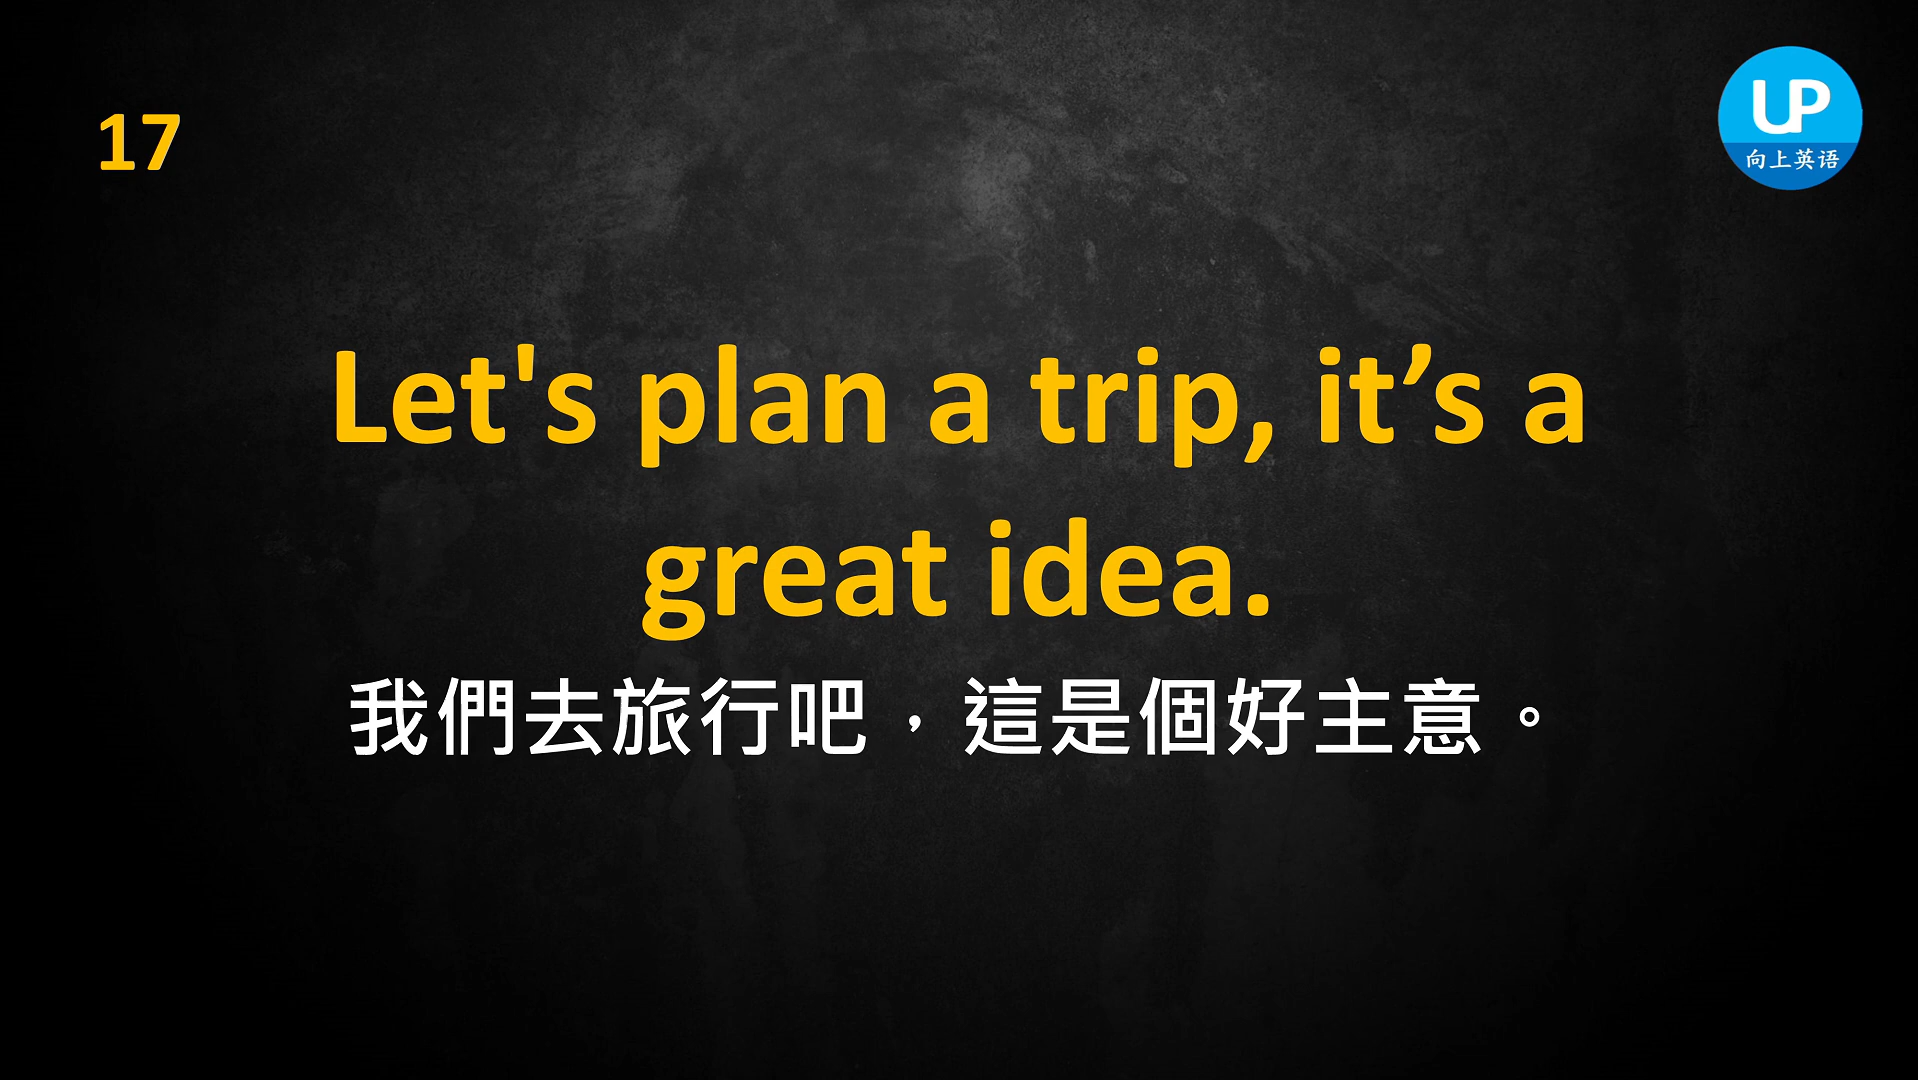 17
UP
向上英语
Let's plan a trip, it’s a
great idea.
我們去旅行吧，這是個好主意。